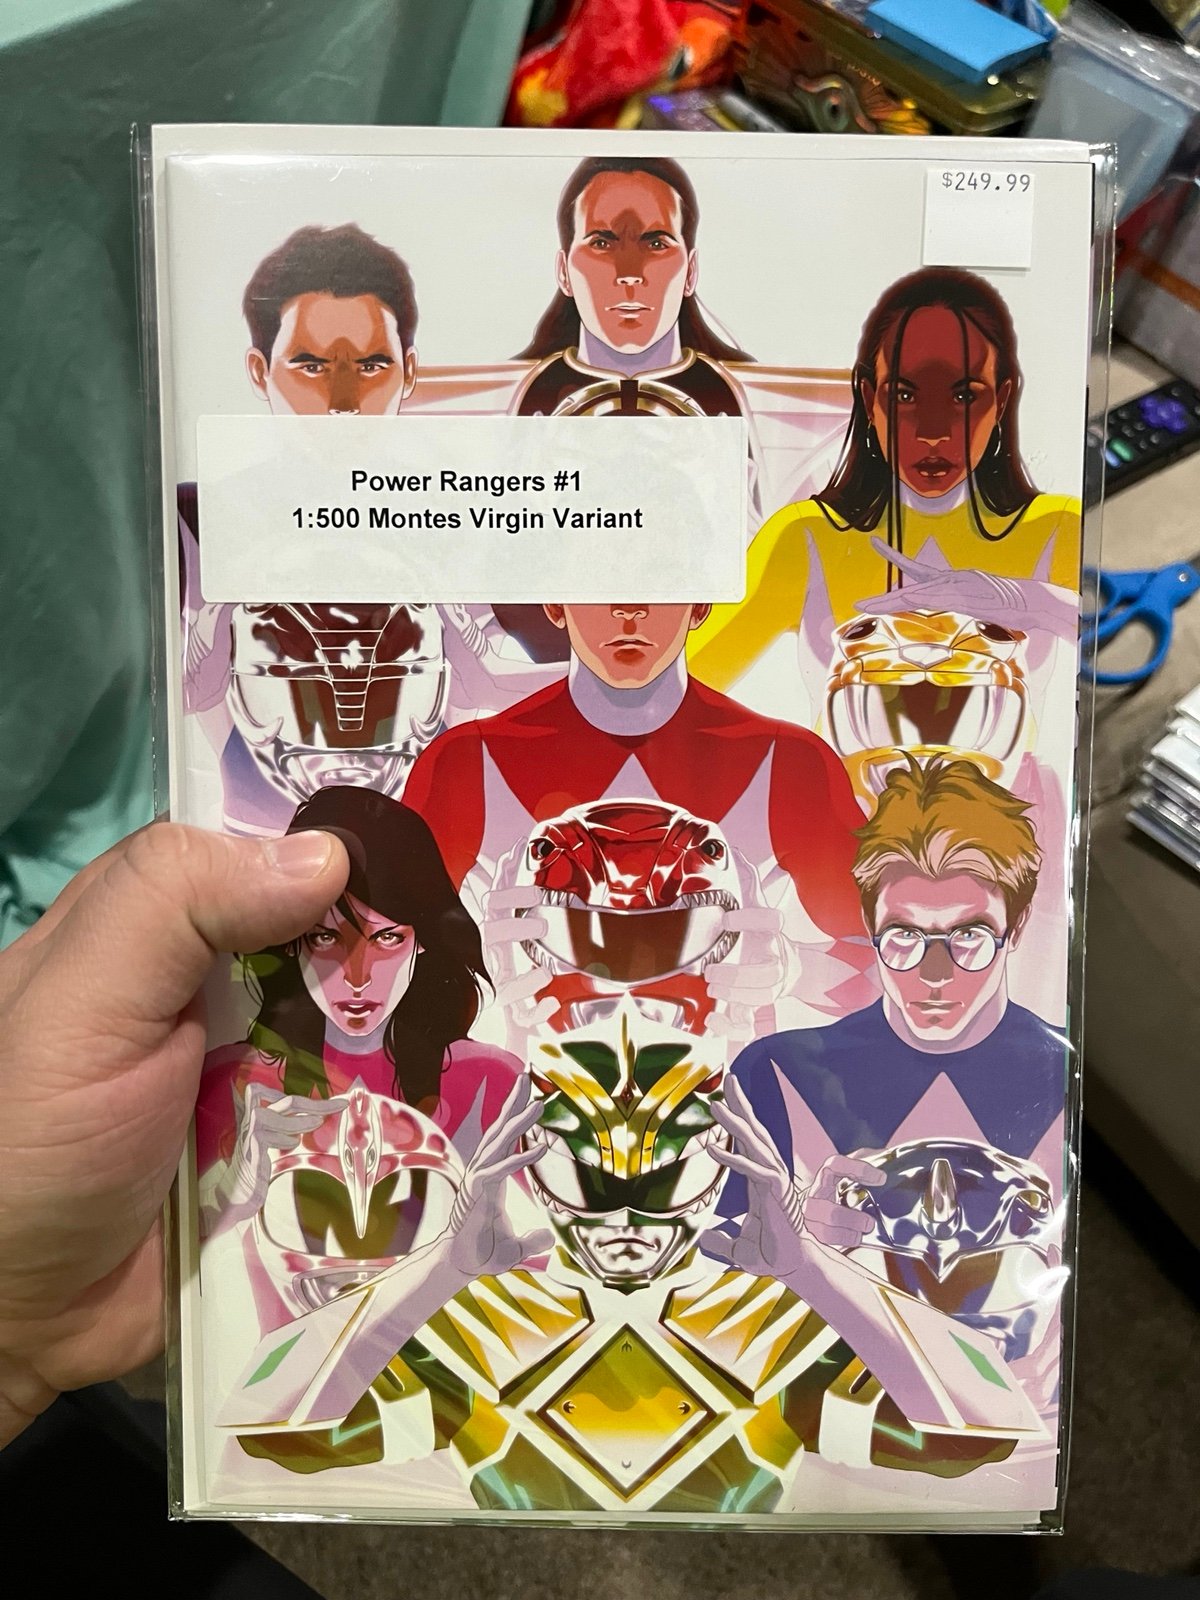 $249.99
Power Rangers #1
1:500 Montes Virgin Variant